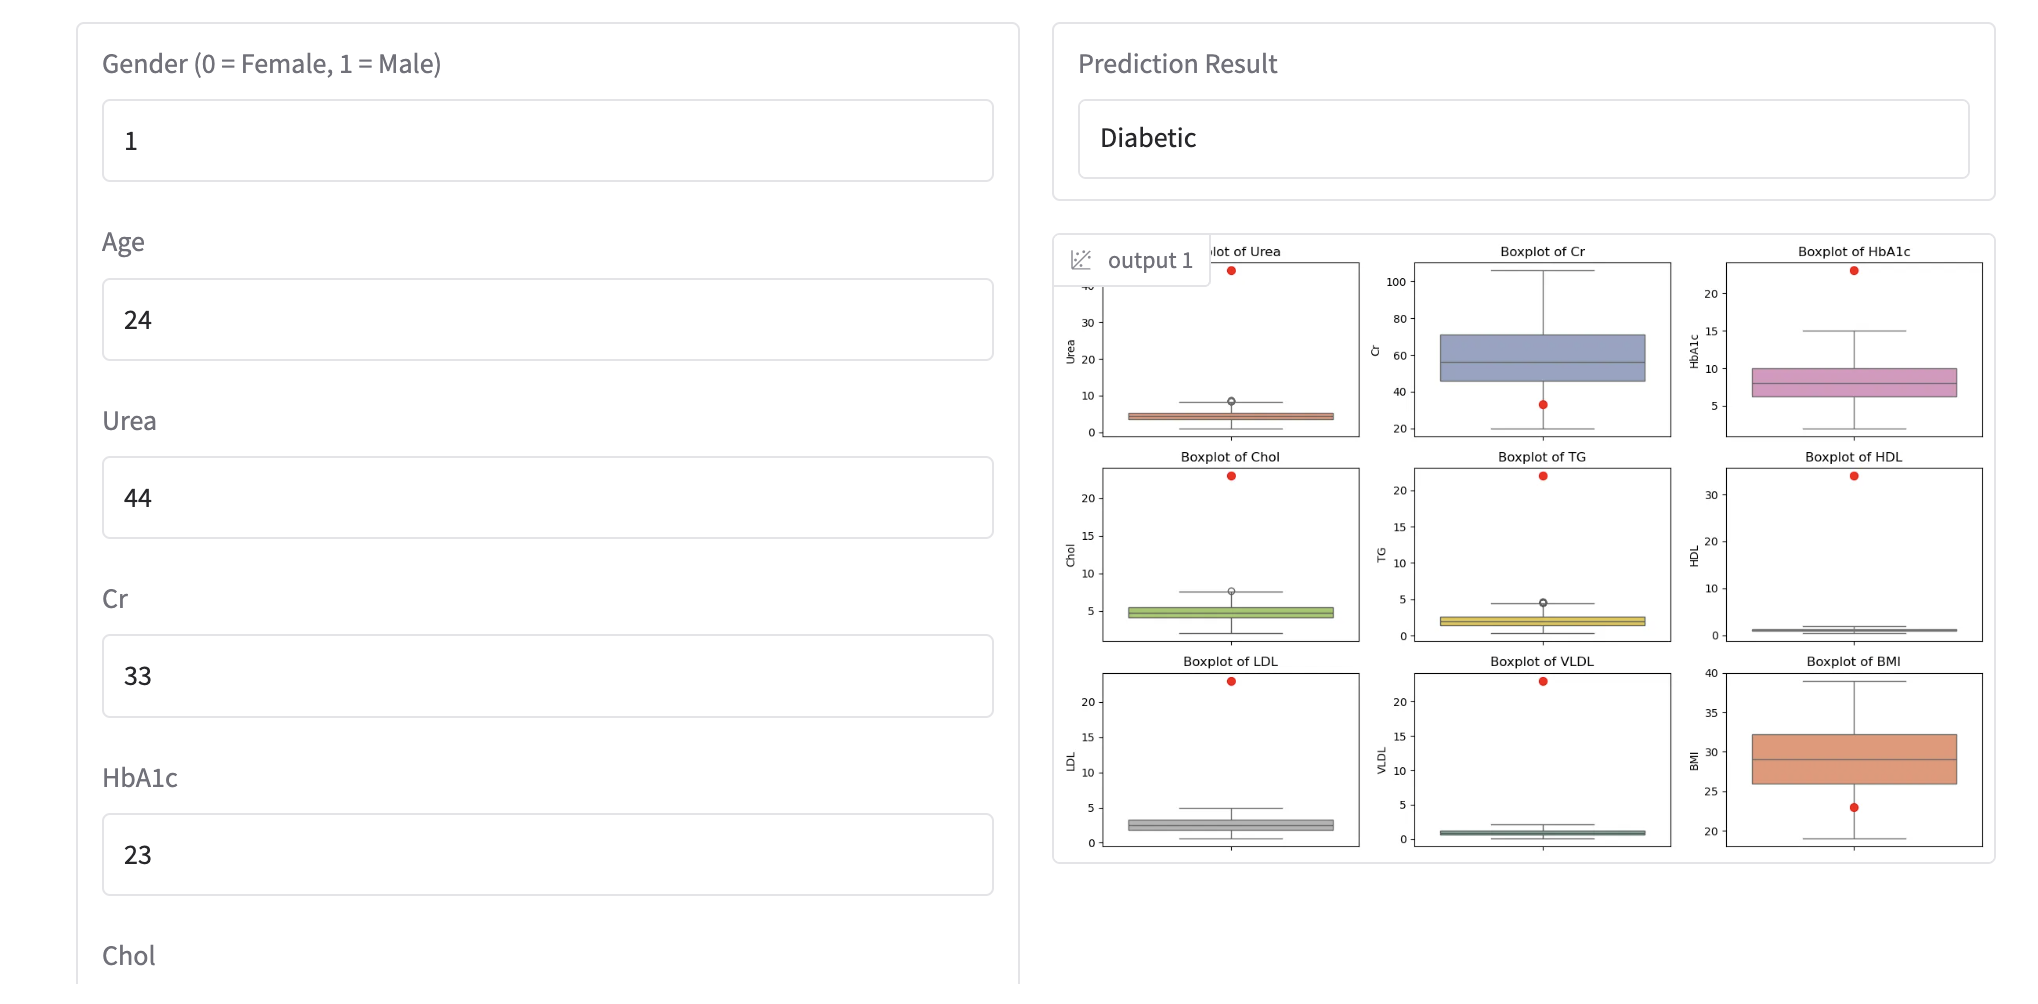 Gender (0 = Female, 1 = Male)
1
Age
24
Urea
44
Cr
33
HbA1c
23
Chol
Prediction Result
Diabetic
output 1
lot of Urea
Urea
30
20
10
0
Boxplot of Cr
Cr
100
80
60
40
20
Boxplot of HbA1c
HbA1c
20
15
10
5
Boxplot of Chol
Chol
20
15
10
5
Boxplot of TG
TG
20
15
10
5
0
Boxplot of HDL
HDL
30
20
10
0
Boxplot of LDL
LDL
20
15
10
5
0
Boxplot of VLDL
VLDL
20
15
10
5
0
Boxplot of BMI
BMI
40
35
30
25
20